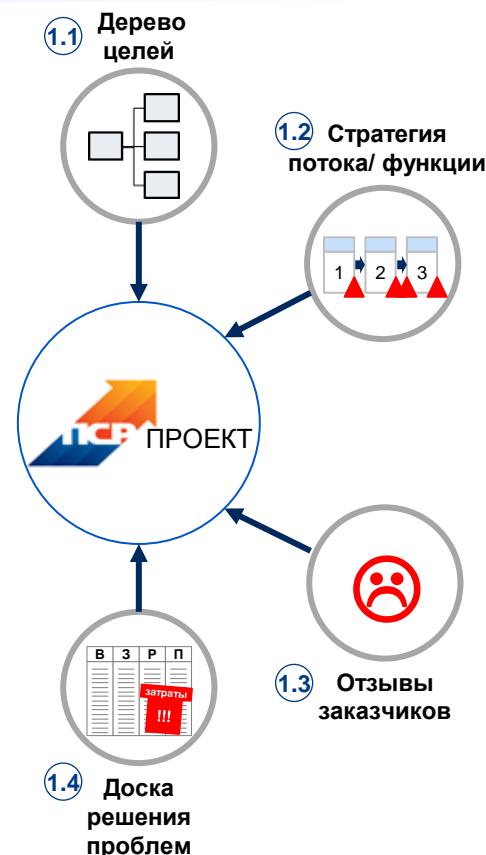 1.1
Дерево
целей
1.2
Стратегия
потока/ функции
1 2 3
ПСР ПРОЕКТ
1.3
Отзывы
заказчиков
В З Р П
затраты
!!!
1.4
Доска
решения
проблем